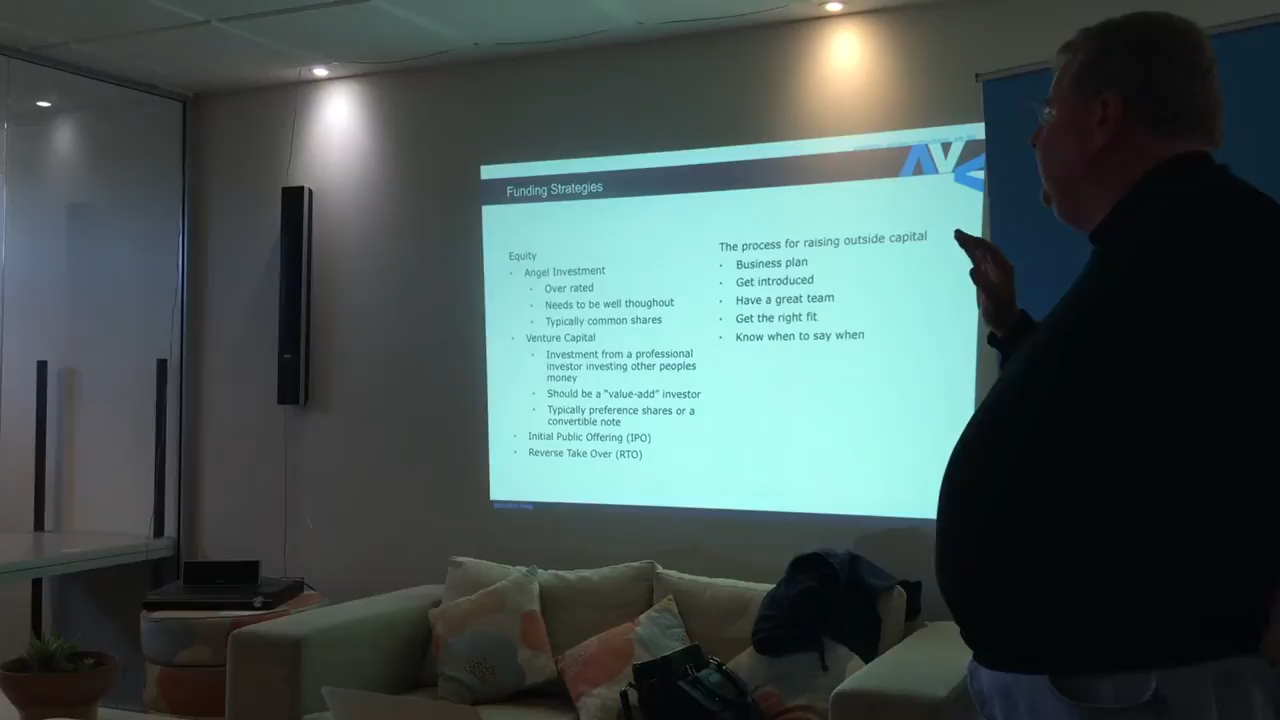 Funding Strategies
Equity
Angel Investment
Over rated
Needs to be well thoughout
Typically common shares
Venture Capital
Investment from a professional
investor investing other peoples
money
Should be a "value-add" investor
Typically preference shares or a
convertible note
Initial Public Offering (IPO)
Reverse Take Over (RTO)
The process for raising outside capital
Business plan
Get introduced
Have a great team
Get the right fit
Know when to say when